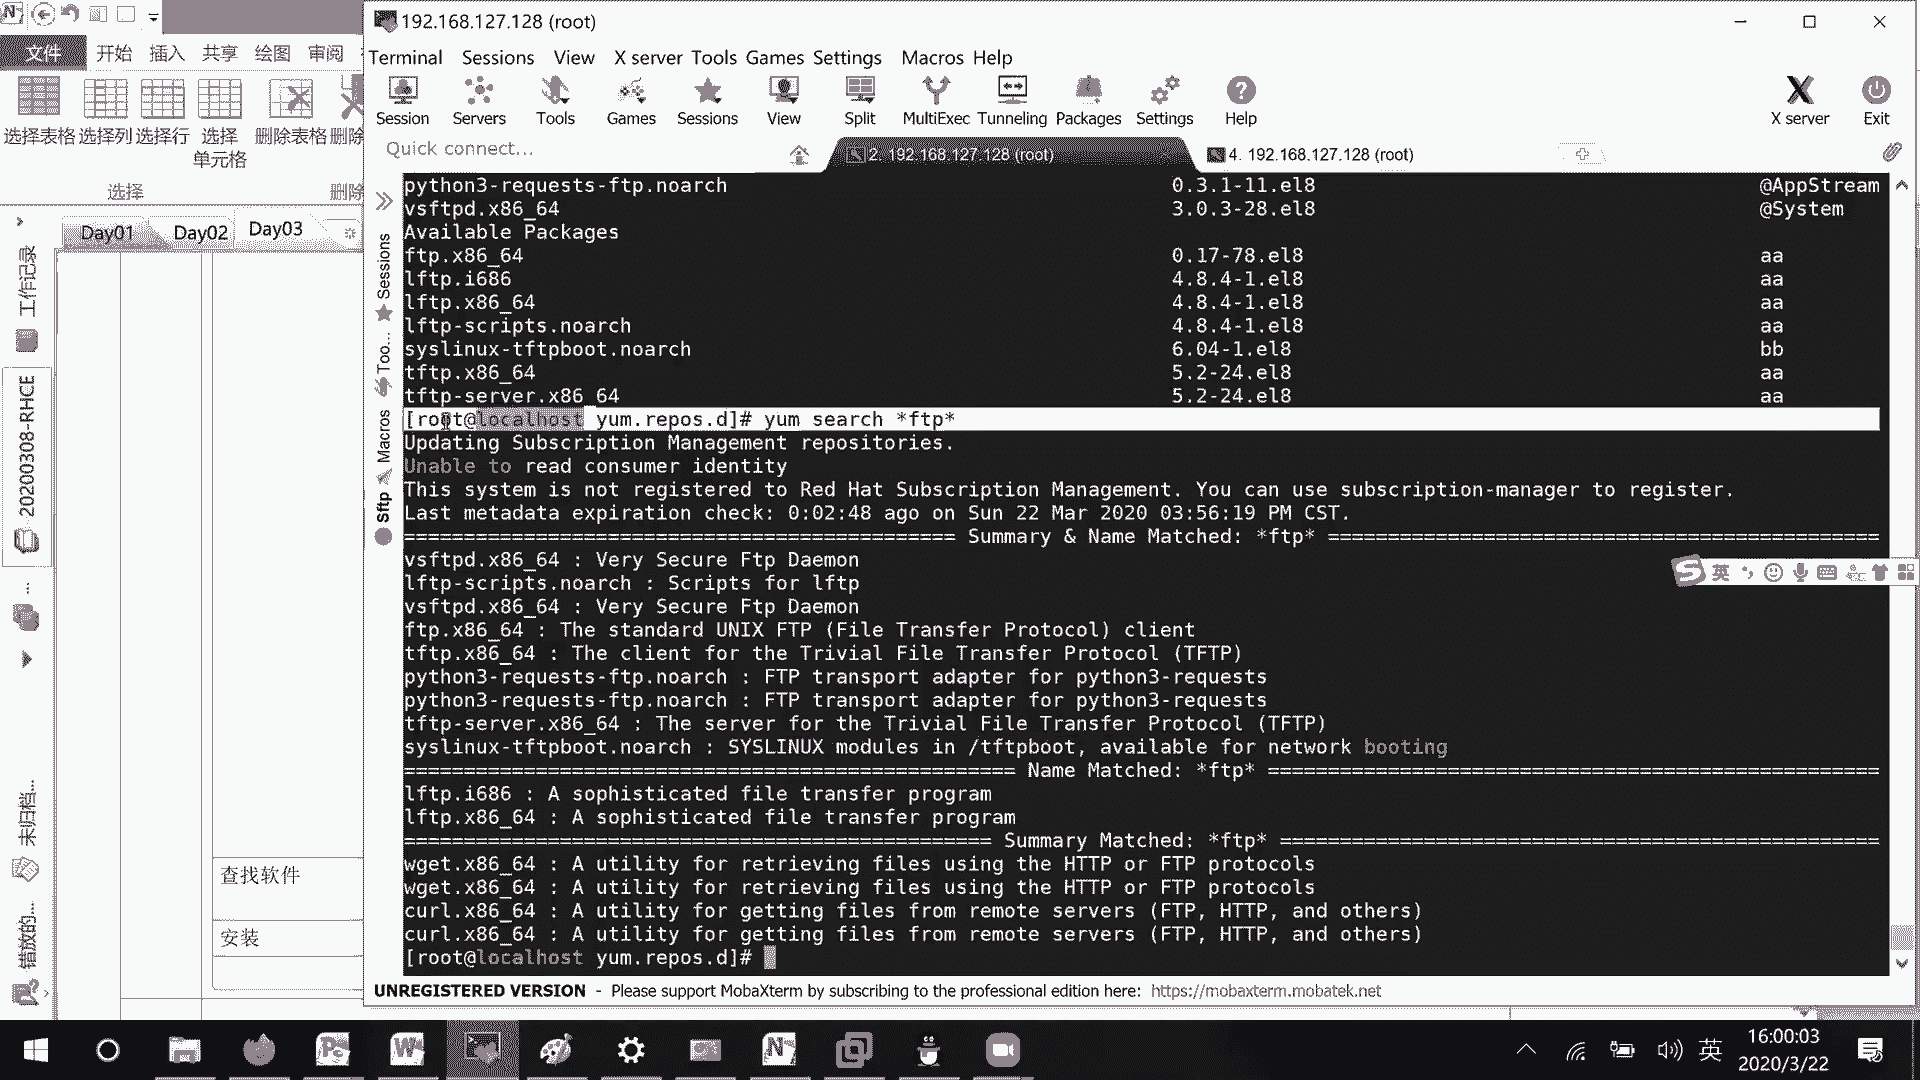 192.168.127.128 (root)
文件 开始 插入 共享 绘图 审阅
Terminal Sessions View X server Tools Games Settings Macros Help
选择表格 选择列 选择行 选择单元格 删除表格 删除
选择 删除
Session Servers Tools Games Sessions View Split MultiExec Tunneling Packages Settings Help X server Exit
Quick connect...
2. 192.168.127.128 (root) 4. 192.168.127.128 (root)
Day01 Day02 Day03
工作记录
20200308-RHCE
...
未归档...
错放的...
查找软件
安装
Sessions
Too...
Macros
Sftp
python3-requests-ftp.noarch 0.3.1-11.el8 @AppStream
vsftpd.x86_64 3.0.3-28.el8 @System
Available Packages
ftp.x86_64 0.17-78.el8 aa
lftp.i686 4.8.4-1.el8 aa
lftp.x86_64 4.8.4-1.el8 aa
lftp-scripts.noarch 4.8.4-1.el8 aa
syslinux-tftpboot.noarch 6.04-1.el8 bb
tftp.x86_64 5.2-24.el8 aa
tftp-server.x86_64 5.2-24.el8 aa
[root@localhost yum.repos.d]# yum search *ftp*
Updating Subscription Management repositories.
Unable to read consumer identity
This system is not registered to Red Hat Subscription Management. You can use subscription-manager to register.
Last metadata expiration check: 0:02:48 ago on Sun 22 Mar 2020 03:56:19 PM CST.
============================================== Summary & Name Matched: *ftp* ==============================================
vsftpd.x86_64 : Very Secure Ftp Daemon
lftp-scripts.noarch : Scripts for lftp
vsftpd.x86_64 : Very Secure Ftp Daemon
ftp.x86_64 : The standard UNIX FTP (File Transfer Protocol) client
tftp.x86_64 : The client for the Trivial File Transfer Protocol (TFTP)
python3-requests-ftp.noarch : FTP transport adapter for python3-requests
python3-requests-ftp.noarch : FTP transport adapter for python3-requests
tftp-server.x86_64 : The server for the Trivial File Transfer Protocol (TFTP)
syslinux-tftpboot.noarch : SYSLINUX modules in /tftpboot, available for network booting
=================================================== Name Matched: *ftp* ===================================================
lftp.i686 : A sophisticated file transfer program
lftp.x86_64 : A sophisticated file transfer program
================================================= Summary Matched: *ftp* ==================================================
wget.x86_64 : A utility for retrieving files using the HTTP or FTP protocols
wget.x86_64 : A utility for retrieving files using the HTTP or FTP protocols
curl.x86_64 : A utility for getting files from remote servers (FTP, HTTP, and others)
curl.x86_64 : A utility for getting files from remote servers (FTP, HTTP, and others)
[root@localhost yum.repos.d]#
UNREGISTERED VERSION - Please support MobaXterm by subscribing to the professional edition here: https://mobaxterm.mobatek.net
英
英
16:00:03
2020/3/22